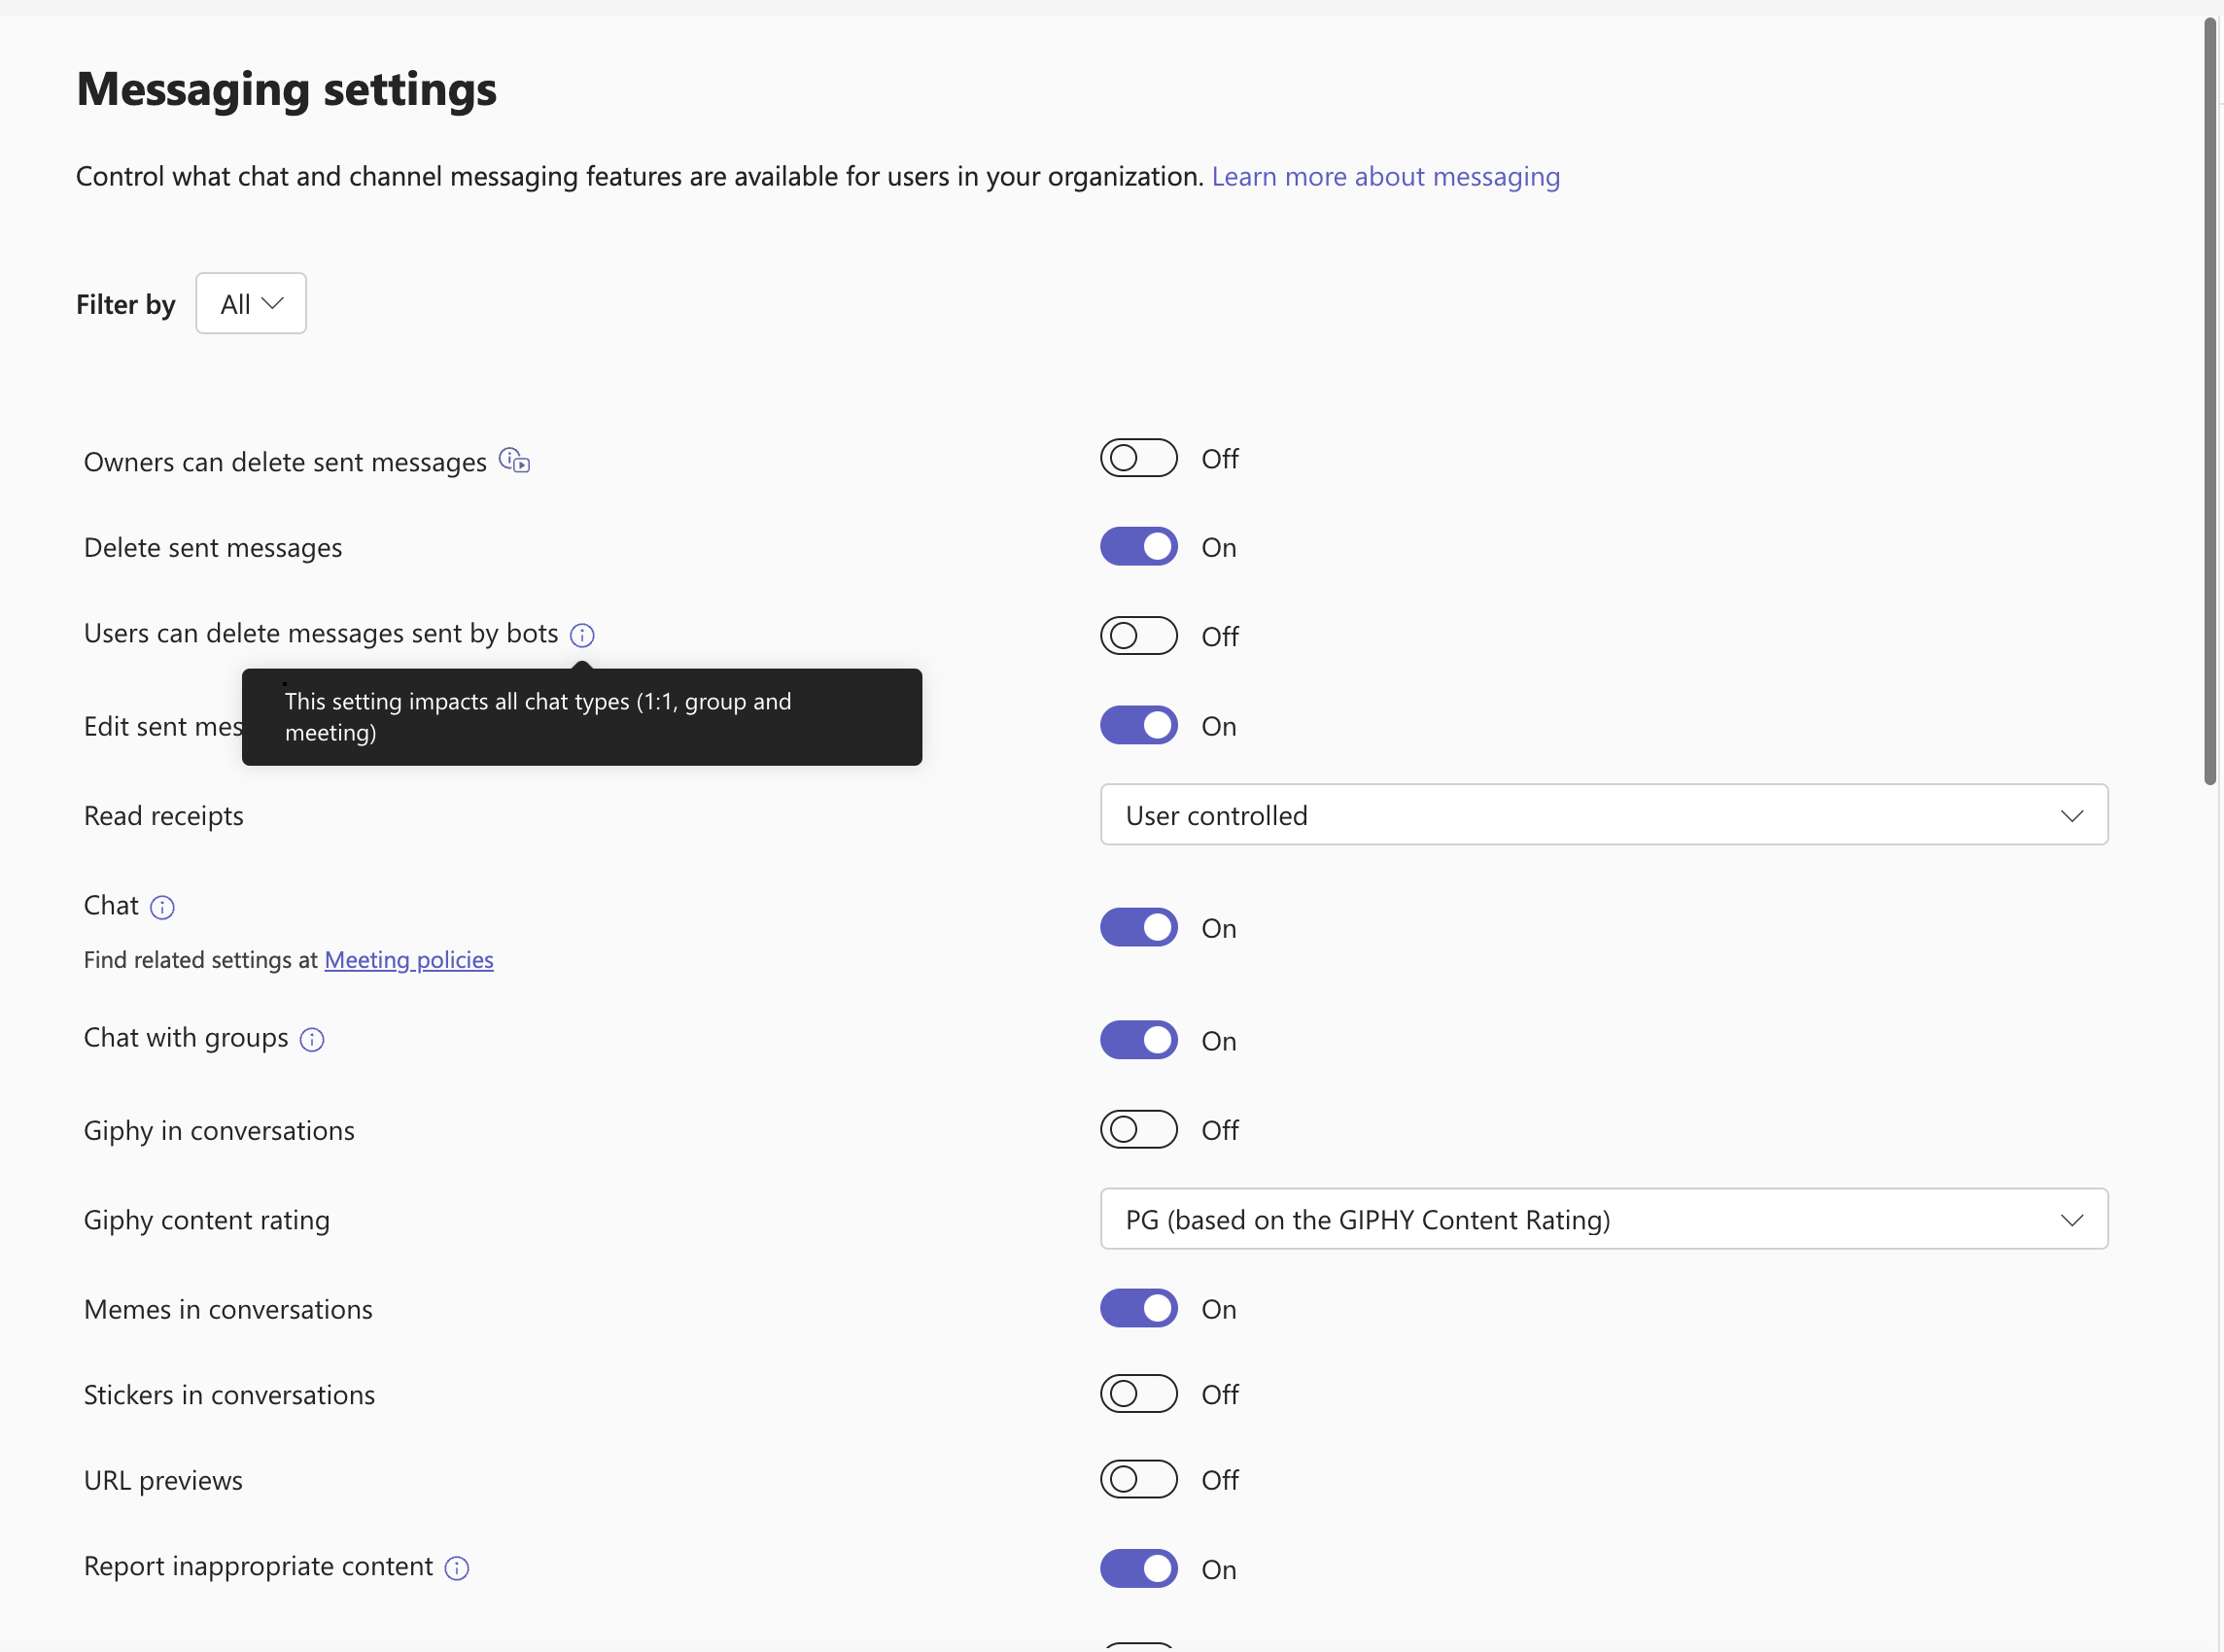 Messaging settings
Control what chat and channel messaging features are available for users in your organization. Learn more about messaging
Filter by All
Owners can delete sent messages Off
Delete sent messages On
Users can delete messages sent by bots Off
This setting impacts all chat types (1:1, group and
meeting)
Edit sent mes On
Read receipts User controlled
Chat On
Find related settings at Meeting policies
Chat with groups On
Giphy in conversations Off
Giphy content rating PG (based on the GIPHY Content Rating)
Memes in conversations On
Stickers in conversations Off
URL previews Off
Report inappropriate content On